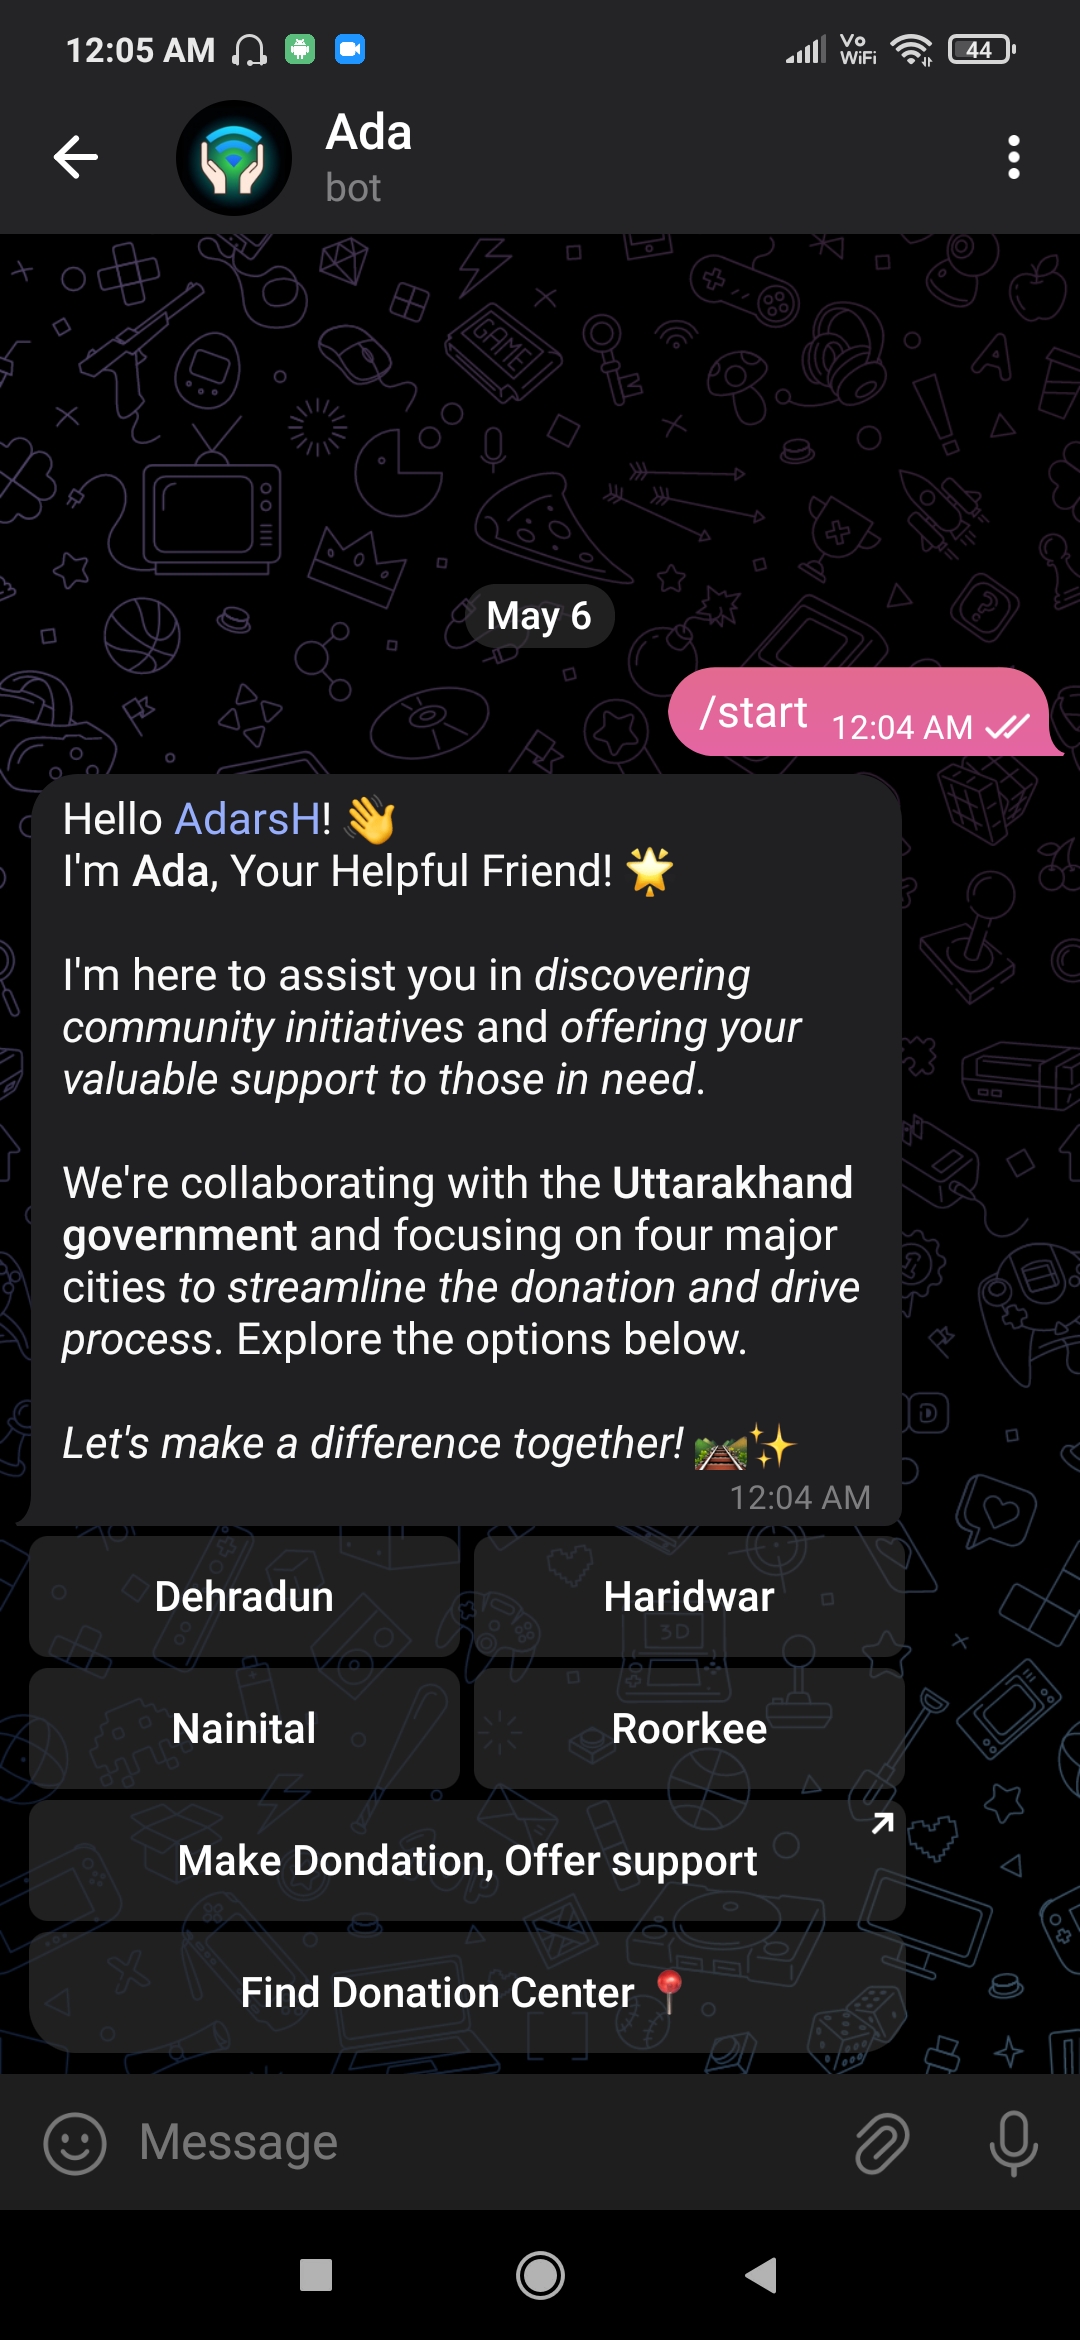 12:05 AM
Vo
WiFi
44
Ada
bot
GAME
May 6
/start 12:04 AM
Hello AdarsH! 👋
I'm Ada, Your Helpful Friend! 🌟
I'm here to assist you in discovering
community initiatives and offering your
valuable support to those in need.
We're collaborating with the Uttarakhand
government and focusing on four major
cities to streamline the donation and drive
process. Explore the options below.
Let's make a difference together! 🛤️✨
12:04 AM
Dehradun
Haridwar
3D
Nainital
Roorkee
Make Dondation, Offer support
Find Donation Center 📍
Message